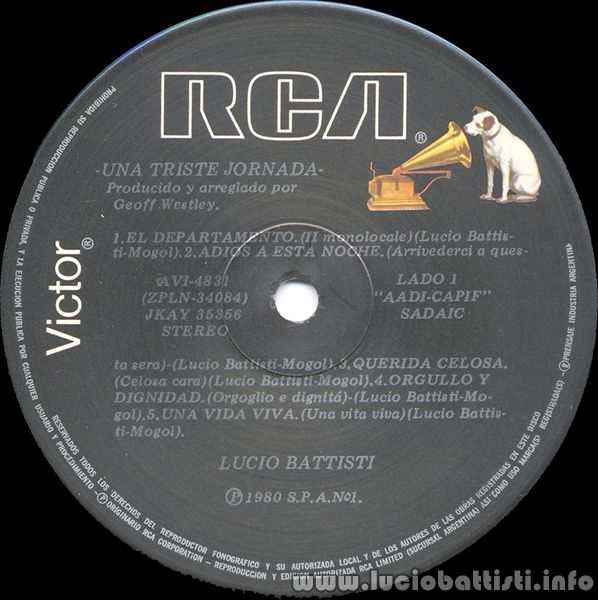 RCA®
-UNA TRISTE JORNADA-
Producido y arreglado por
Geoff Westley.
Victor®
1.EL DEPARTAMENTO.(Il monolocale)(Lucio Battis-
ti-Mogol).2.ADIOS A ESTA NOCHE.(Arrivederci a ques-
AVI-4831
(ZPLN-34084)
JKAY 35356
STEREO
LADO 1
"AADI-CAPIF"
SADAIC
ta sera)-(Lucio Battisti-Mogol).3.QUERIDA CELOSA.
(Celosa cara)(Lucio Battisti-Mogol).4.ORGULLO Y
DIGNIDAD.(Orgoglio e dignitá)-(Lucio Battisti-Mo-
gol).5.UNA VIDA VIVA.(Una vita viva)(Lucio Battis-
ti-Mogol).
LUCIO BATTISTI
℗ 1980 S.P.A.Nº1.
PROHIBIDA SU REPRODUCCION PUBLICA O PRIVADA, Y LA EJECUCION PUBLICA POR CUALQUIER USUARIO Y PROCEDIMIENTO -
RESERVADOS TODOS LOS DERECHOS DEL REPRODUCTOR FONOGRAFICO Y SU AUTORIZADA LOCAL Y DE LOS AUTORES DE LAS OBRAS REGISTRADAS EN ESTE DISCO
℗ORIGINARIO RCA CORPORATION - REPRODUCCION Y EDICION AUTORIZADA RCA LIMITED (SUCURSAL ARGENTINA) ASI COMO USO MARCA(S) REGISTRADA(S) -℗PRENSAJE INDUSTRIA ARGENTINA
www.luciobattisti.info